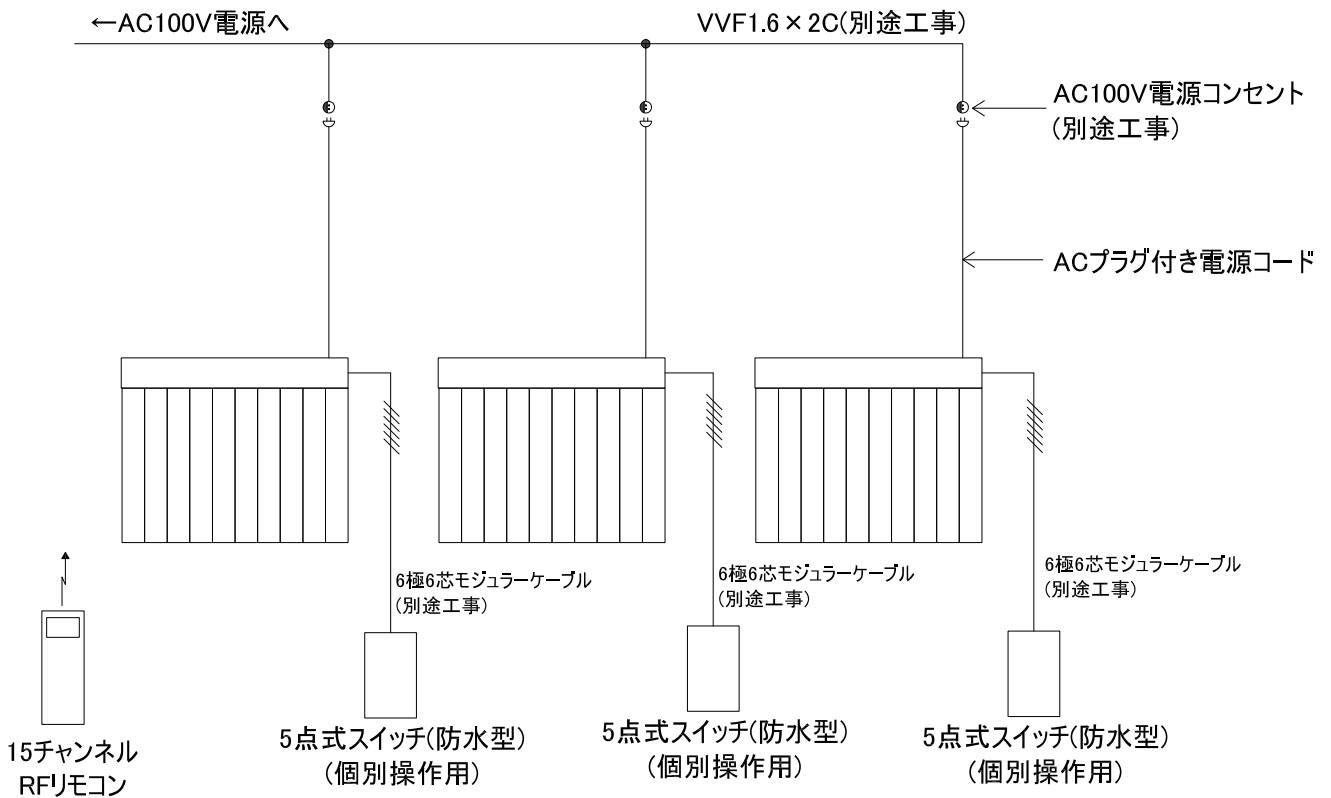 ←AC100V電源へ
VVF1.6×2C(別途工事)
AC100V電源コンセント
(別途工事)
ACプラグ付き電源コード
6極6芯モジュラーケーブル
(別途工事)
6極6芯モジュラーケーブル
(別途工事)
6極6芯モジュラーケーブル
(別途工事)
15チャンネル
RFリモコン
5点式スイッチ(防水型)
(個別操作用)
5点式スイッチ(防水型)
(個別操作用)
5点式スイッチ(防水型)
(個別操作用)